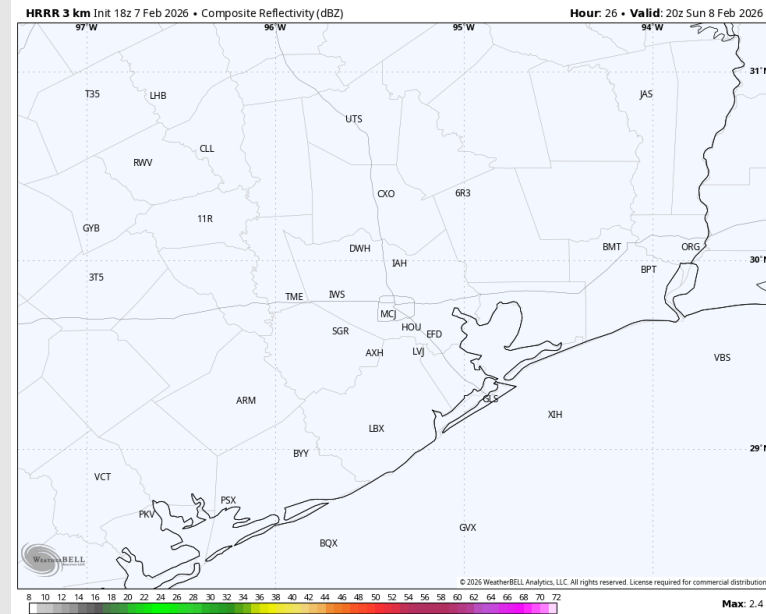 HRRR 3 km Init 18z 7 Feb 2026 • Composite Reflectivity (dBZ) Hour: 26 • Valid: 20z Sun 8 Feb 2026
97°W 96°W 95°W 94°W
31°N
T35 LHB JAS
UTS
CLL
RWV
CXO 6R3
11R
GYB
DWH BMT ORG
IAH 30°N
BPT
3T5
TME IWS
MCJ
HOU
SGR EFD
AXH LVJ
VBS
GLS
ARM
XIH
LBX
29°N
BYY
VCT
PSX
PKV
GVX
BQX
WEATHERBELL
© 2026 WeatherBELL Analytics, LLC. All rights reserved. License required for commercial distribution
8 10 12 14 16 18 20 22 24 26 28 30 32 34 36 38 40 42 44 46 48 50 52 54 56 58 60 62 64 66 68 70 72
Max: 2.4